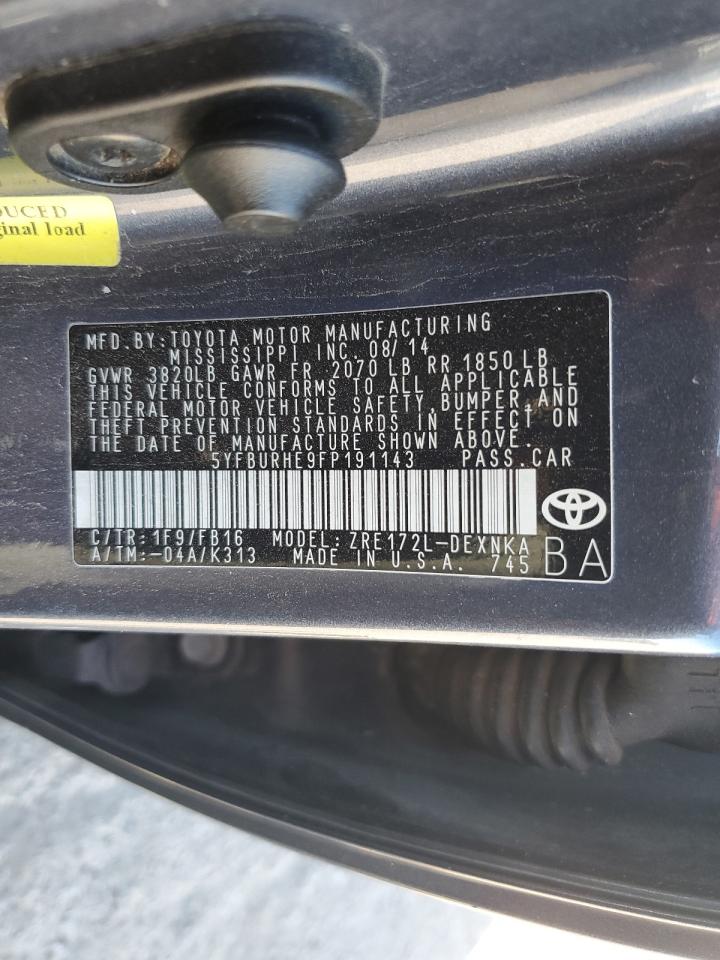 DUCED
ginal load
MFD. BY: TOYOTA MOTOR MANUFACTURING
MISSISSIPPI INC. 08/14
GVWR 3820LB GAWR FR 2070 LB RR 1850 LB
THIS VEHICLE CONFORMS TO ALL APPLICABLE
FEDERAL MOTOR VEHICLE SAFETY, BUMPER, AND
THEFT PREVENTION STANDARDS IN EFFECT ON
THE DATE OF MANUFACTURE SHOWN ABOVE.
5YFBURHE9FP191143 PASS. CAR
C/TR: 1F9/FB16 MODEL: ZRE172L-DEXNKA
A/TM: -04A/K313 MADE IN U.S.A. 745
BA